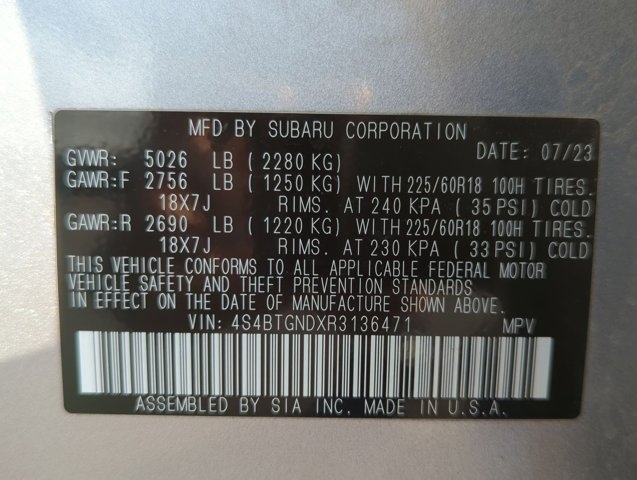 MFD BY SUBARU CORPORATION
DATE: 07/23
GVWR: 5026 LB ( 2280 KG)
GAWR:F 2756 LB ( 1250 KG) WITH 225/60R18 100H TIRES.
18X7J RIMS. AT 240 KPA ( 35 PSI) COLD
GAWR:R 2690 LB ( 1220 KG) WITH 225/60R18 100H TIRES.
18X7J RIMS. AT 230 KPA ( 33 PSI) COLD
THIS VEHICLE CONFORMS TO ALL APPLICABLE FEDERAL MOTOR
VEHICLE SAFETY AND THEFT PREVENTION STANDARDS
IN EFFECT ON THE DATE OF MANUFACTURE SHOWN ABOVE.
VIN: 4S4BTGNDXR3136471 MPV
ASSEMBLED BY SIA INC. MADE IN U.S.A.